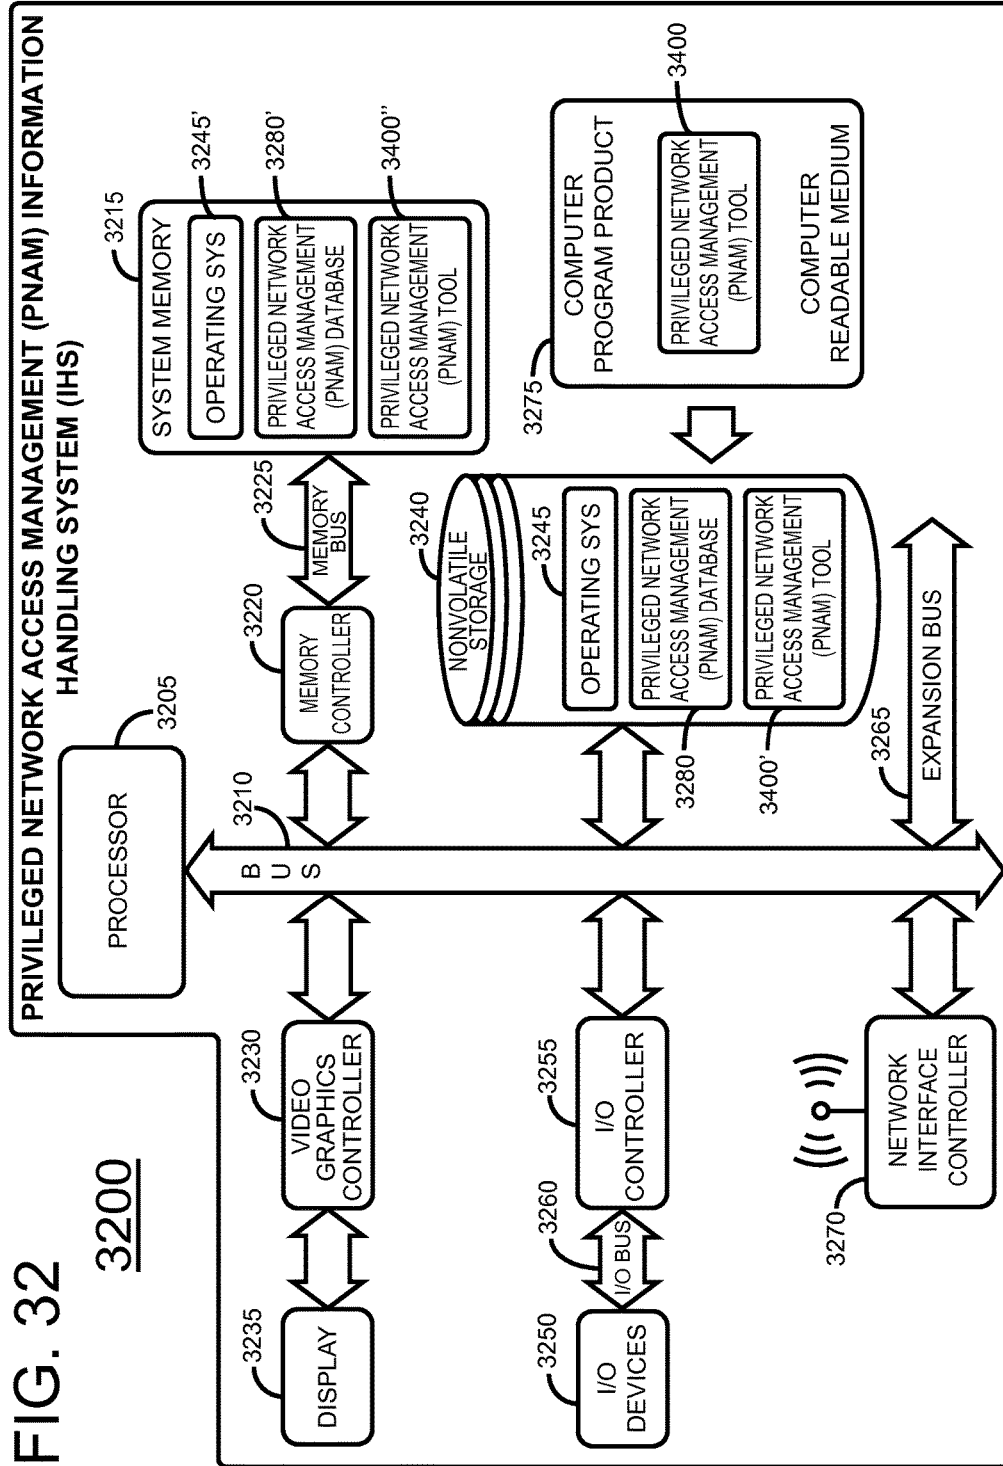 FIG. 32
3200
PRIVILEGED NETWORK ACCESS MANAGEMENT (PNAM) INFORMATION
HANDLING SYSTEM (IHS)
3205
PROCESSOR
3210
B
U
S
3235
DISPLAY
3230
VIDEO
GRAPHICS
CONTROLLER
3220
MEMORY
CONTROLLER
3225
MEMORY
BUS
3215
SYSTEM MEMORY
OPERATING SYS
3245'
PRIVILEGED NETWORK
ACCESS MANAGEMENT
(PNAM) DATABASE
3280'
PRIVILEGED NETWORK
ACCESS MANAGEMENT
(PNAM) TOOL
3400''
3250
I/O
DEVICES
3260
I/O BUS
3255
I/O
CONTROLLER
3240
NONVOLATILE
STORAGE
3245
OPERATING SYS
PRIVILEGED NETWORK
ACCESS MANAGEMENT
(PNAM) DATABASE
3280
PRIVILEGED NETWORK
ACCESS MANAGEMENT
(PNAM) TOOL
3400'
3275
COMPUTER
PROGRAM PRODUCT
PRIVILEGED NETWORK
ACCESS MANAGEMENT
(PNAM) TOOL
3400
COMPUTER
READABLE MEDIUM
3270
NETWORK
INTERFACE
CONTROLLER
3265
EXPANSION BUS